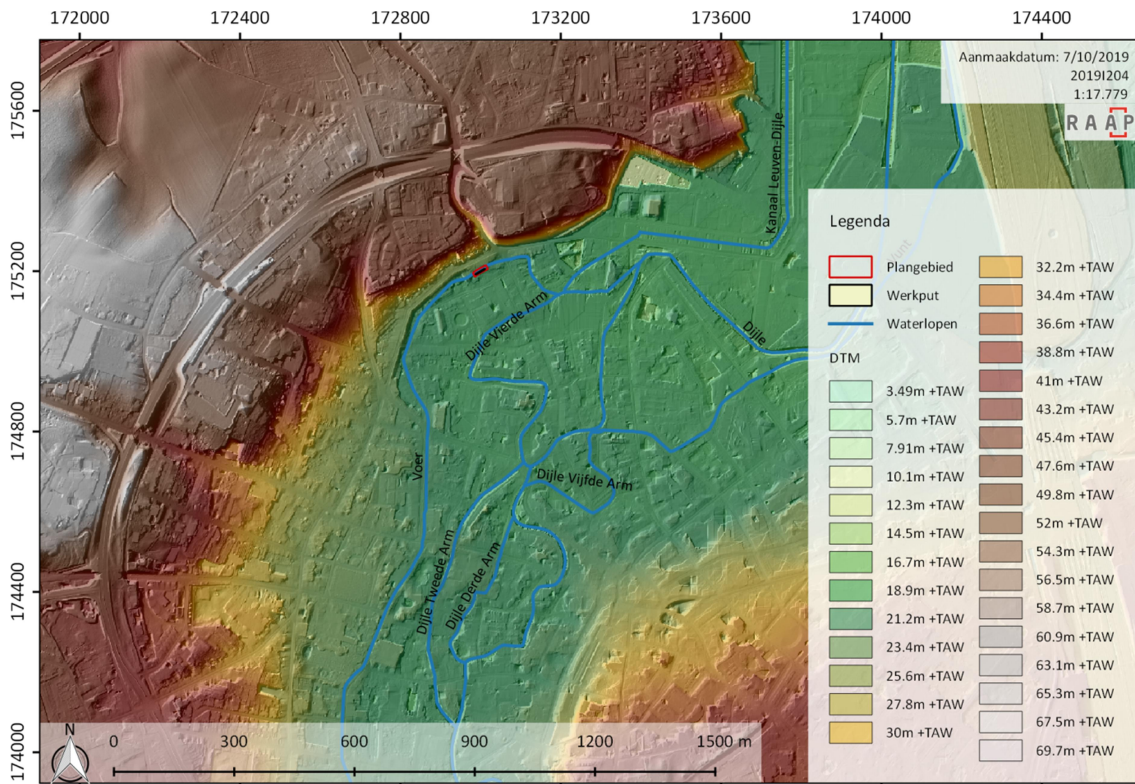 172000 172400 172800 173200 173600 174000 174400
Aanmaakdatum: 7/10/2019
2019I204
1:17.779
RAAP
175600
175200
174800
174400
174000
Kanaal Leuven-Dijle
Dijle Vierde Arm
Dijle
Voer
Dijle Vijfde Arm
Dijle Tweede Arm
Dijle Derde Arm
Legenda
Plangebied
Werkput
Waterlopen
DTM
3.49m +TAW
5.7m +TAW
7.91m +TAW
10.1m +TAW
12.3m +TAW
14.5m +TAW
16.7m +TAW
18.9m +TAW
21.2m +TAW
23.4m +TAW
25.6m +TAW
27.8m +TAW
30m +TAW
32.2m +TAW
34.4m +TAW
36.6m +TAW
38.8m +TAW
41m +TAW
43.2m +TAW
45.4m +TAW
47.6m +TAW
49.8m +TAW
52m +TAW
54.3m +TAW
56.5m +TAW
58.7m +TAW
60.9m +TAW
63.1m +TAW
65.3m +TAW
67.5m +TAW
69.7m +TAW
N
0 300 600 900 1200 1500 m